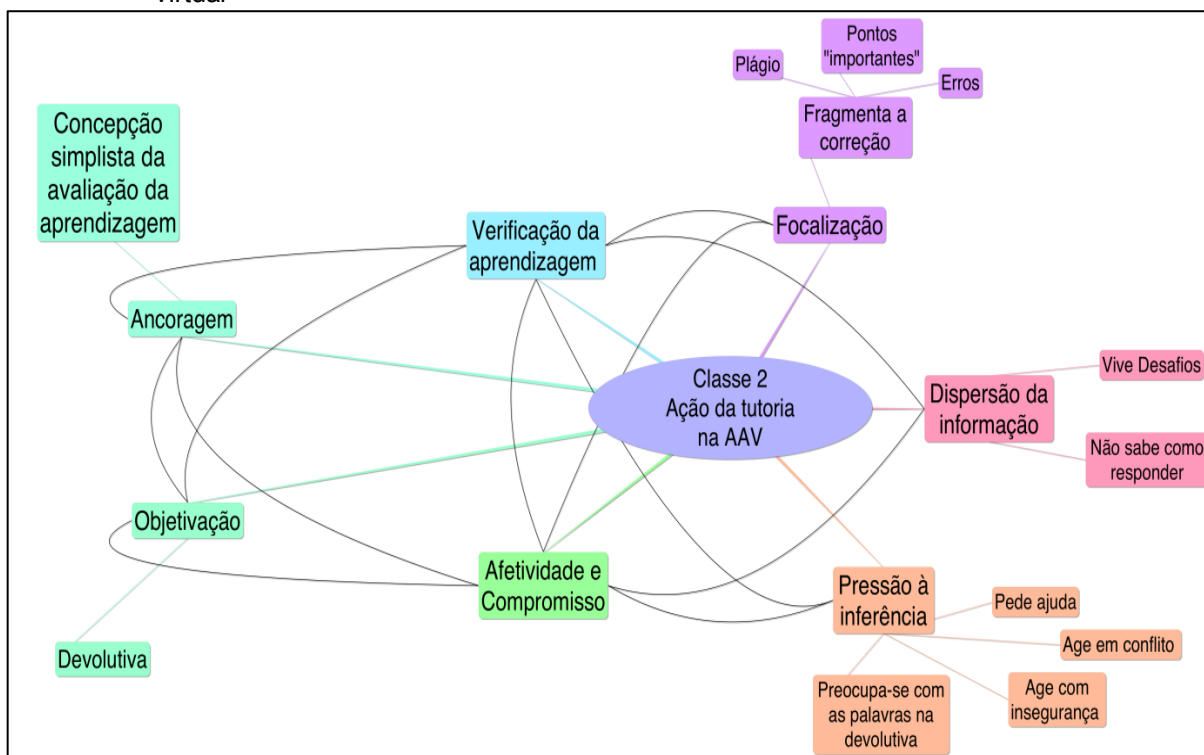 virtual
Pontos
"importantes"
Plágio
Erros
Fragmenta a
correção
Concepção
simplista da
avaliação da
aprendizagem
Verificação da
aprendizagem
Focalização
Ancoragem
Classe 2
Ação da tutoria
na AAV
Vive Desafios
Dispersão da
informação
Não sabe como
responder
Objetivação
Afetividade e
Compromisso
Pressão à
inferência
Pede ajuda
Age em conflito
Devolutiva
Preocupa-se com
as palavras na
devolutiva
Age com
insegurança